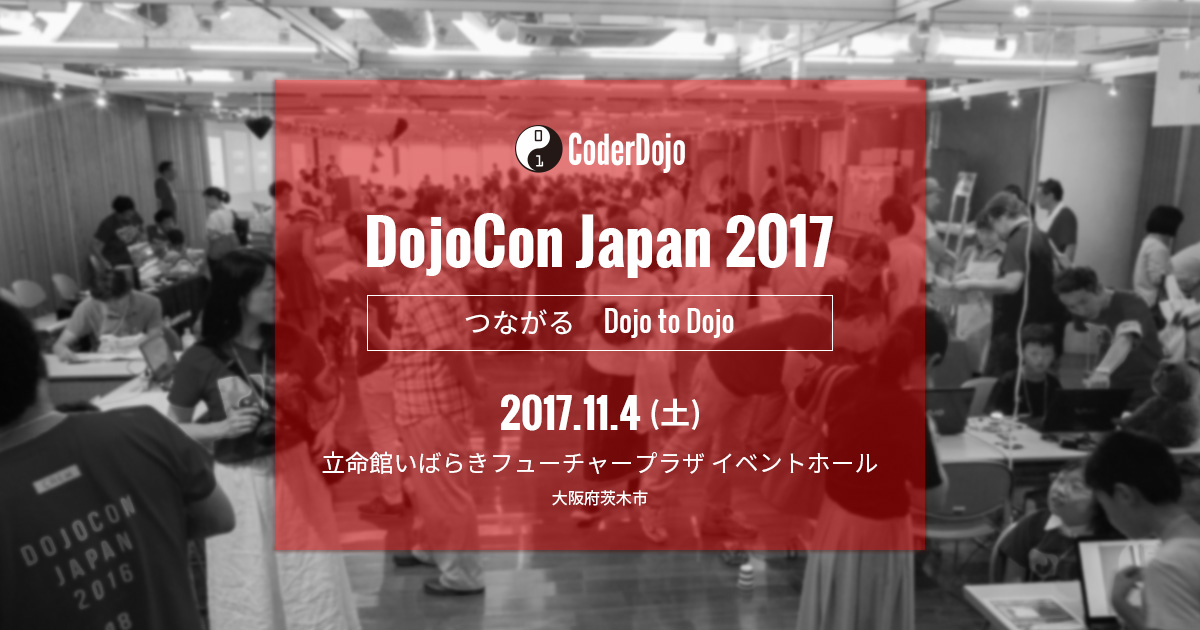 01
CoderDojo
DojoCon Japan 2017
つながる Dojo to Dojo
2017.11.4 (土)
立命館いばらきフューチャープラザ イベントホール
大阪府茨木市
DOJOCON
JAPAN
2016
48